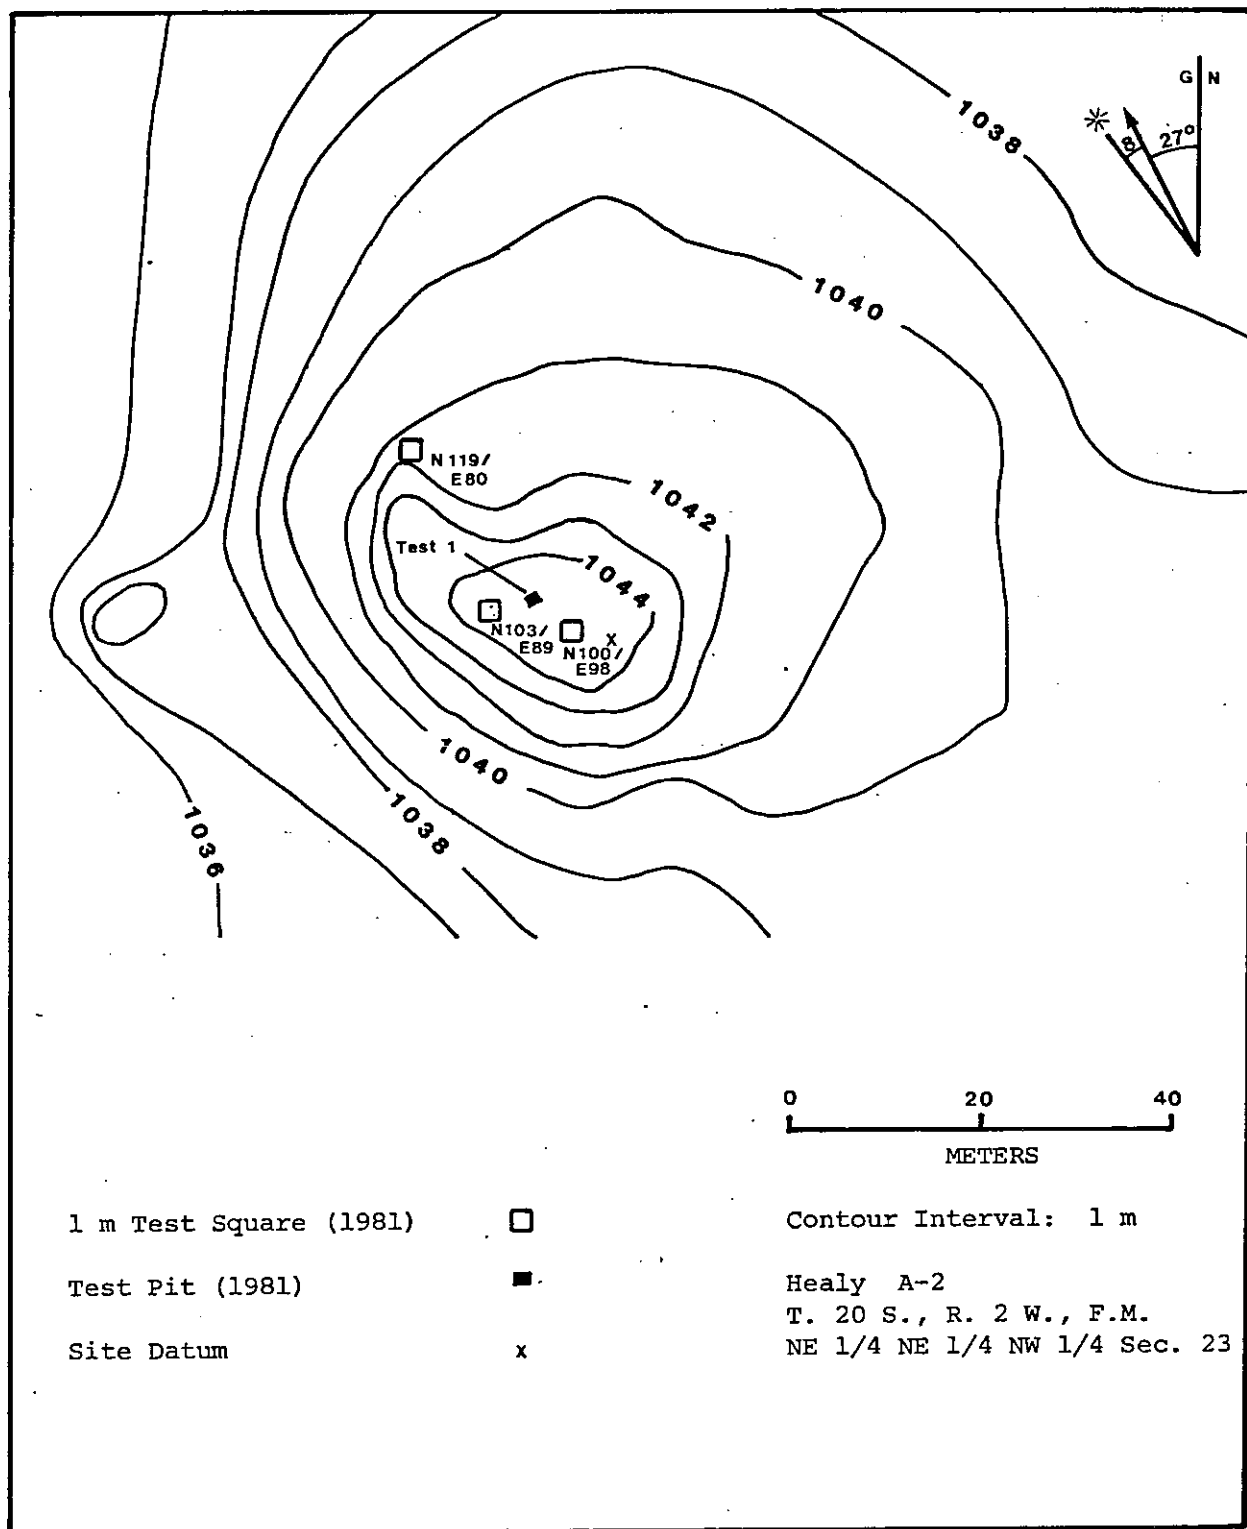 G N
1038
8
27°
1040
N119/
E80
1042
Test 1
1044
N103/
E89
N100/
E98
x
1040
1038
1036
0 20 40
METERS
1 m Test Square (1981)
Contour Interval: 1 m
Test Pit (1981)
Healy A-2
T. 20 S., R. 2 W., F.M.
NE 1/4 NE 1/4 NW 1/4 Sec. 23
Site Datum x